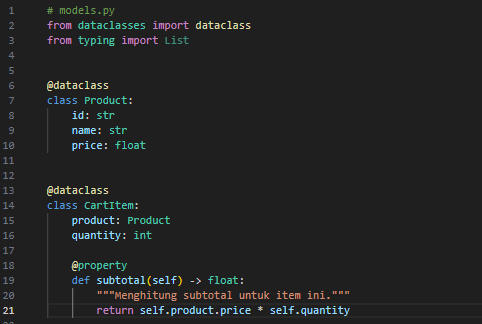 1 # models.py
2 from dataclasses import dataclass
3 from typing import List
4
5
6 @dataclass
7 class Product:
8     id: str
9     name: str
10     price: float
11
12
13 @dataclass
14 class CartItem:
15     product: Product
16     quantity: int
17
18     @property
19     def subtotal(self) -> float:
20         """Menghitung subtotal untuk item ini."""
21         return self.product.price * self.quantity